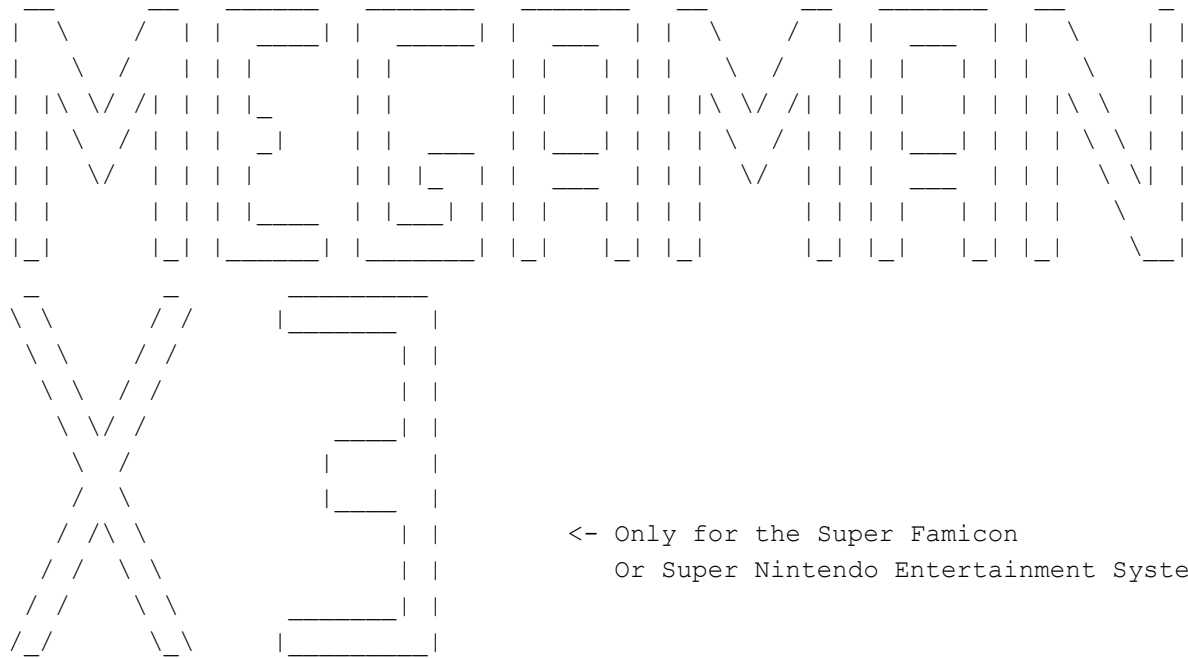 MEGAMAN
X3
<- Only for the Super Famicon
Or Super Nintendo Entertainment Syste